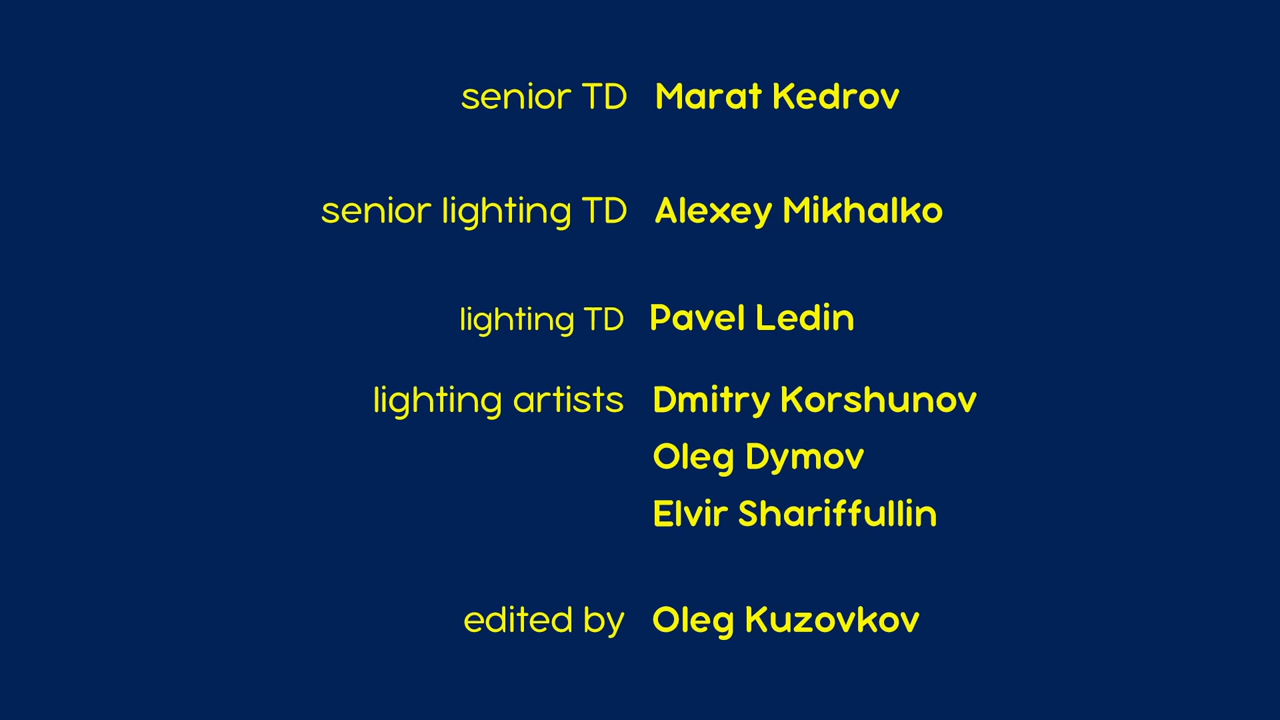 senior TD Marat Kedrov
senior lighting TD Alexey Mikhalko
lighting TD Pavel Ledin
lighting artists Dmitry Korshunov
Oleg Dymov
Elvir Shariffullin
edited by Oleg Kuzovkov